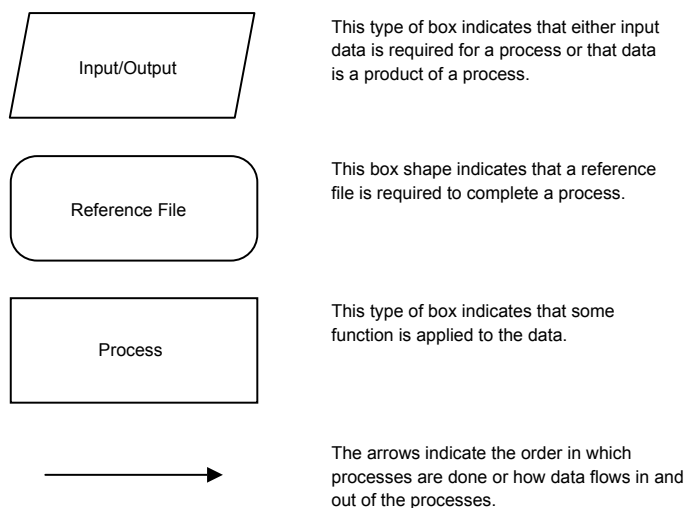 Input/Output
This type of box indicates that either input
data is required for a process or that data
is a product of a process.
Reference File
This box shape indicates that a reference
file is required to complete a process.
Process
This type of box indicates that some
function is applied to the data.
The arrows indicate the order in which
processes are done or how data flows in and
out of the processes.